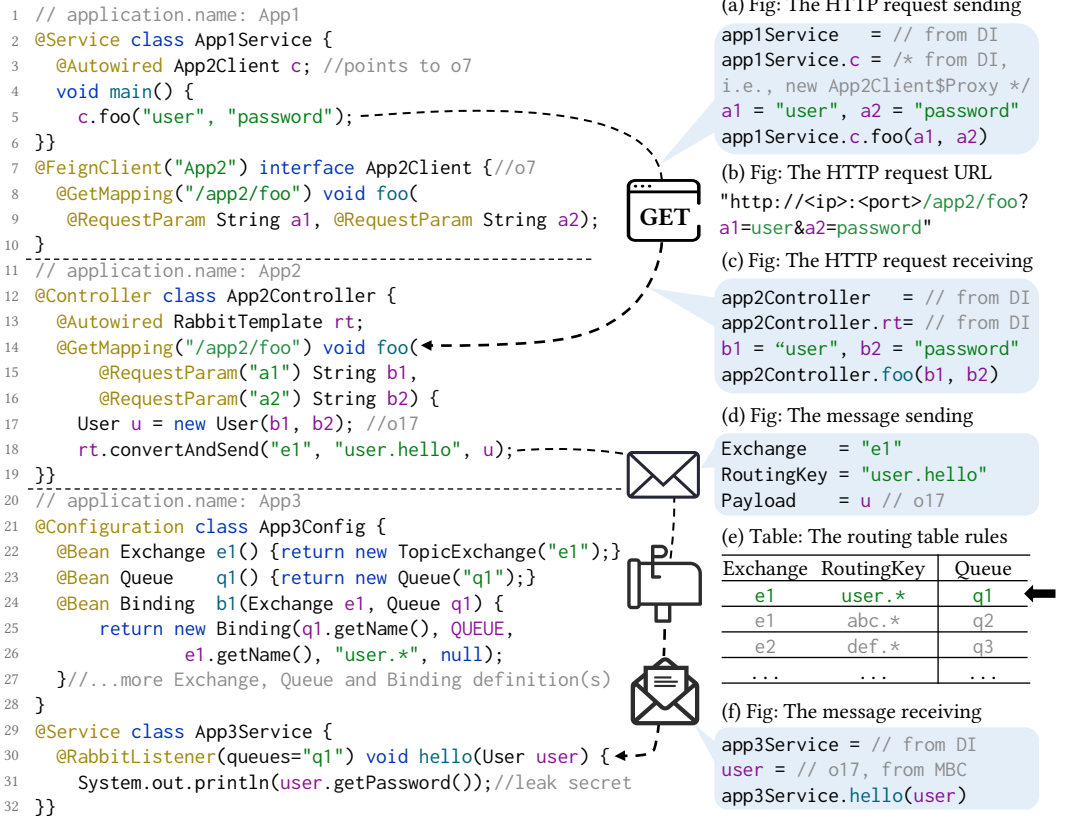 1 // application.name: App1
2 @Service class App1Service {
3 @Autowired App2Client c; //points to o7
4 void main() {
5 c.foo("user", "password");
6 }}
7 @FeignClient("App2") interface App2Client {//o7
8 @GetMapping("/app2/foo") void foo(
9 @RequestParam String a1, @RequestParam String a2);
10 }
11 // application.name: App2
12 @Controller class App2Controller {
13 @Autowired RabbitTemplate rt;
14 @GetMapping("/app2/foo") void foo(
15 @RequestParam("a1") String b1,
16 @RequestParam("a2") String b2) {
17 User u = new User(b1, b2); //o17
18 rt.convertAndSend("e1", "user.hello", u);
19 }}
20 // application.name: App3
21 @Configuration class App3Config {
22 @Bean Exchange e1() {return new TopicExchange("e1");}
23 @Bean Queue q1() {return new Queue("q1");}
24 @Bean Binding b1(Exchange e1, Queue q1) {
25 return new Binding(q1.getName(), QUEUE,
26 e1.getName(), "user.*", null);
27 }//...more Exchange, Queue and Binding definition(s)
28 }
29 @Service class App3Service {
30 @RabbitListener(queues="q1") void hello(User user) {
31 System.out.println(user.getPassword());//leak secret
32 }}
GET
(a) Fig: The HTTP request sending
app1Service = // from DI
app1Service.c = /* from DI,
i.e., new App2Client$Proxy */
a1 = "user", a2 = "password"
app1Service.c.foo(a1, a2)
(b) Fig: The HTTP request URL
"http://<ip>:<port>/app2/foo?
a1=user&a2=password"
(c) Fig: The HTTP request receiving
app2Controller = // from DI
app2Controller.rt= // from DI
b1 = “user", b2 = "password"
app2Controller.foo(b1, b2)
(d) Fig: The message sending
Exchange = "e1"
RoutingKey = "user.hello"
Payload = u // o17
(e) Table: The routing table rules
Exchange RoutingKey Queue
e1 user.* q1
e1 abc.* q2
e2 def.* q3
... ... ...
(f) Fig: The message receiving
app3Service = // from DI
user = // o17, from MBC
app3Service.hello(user)